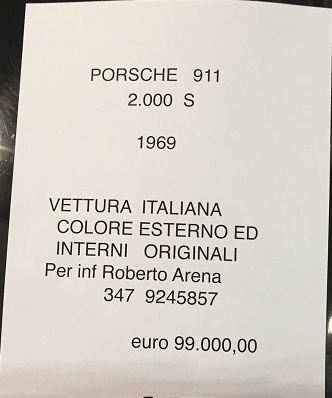 PORSCHE 911
2.000 S
1969
VETTURA ITALIANA
COLORE ESTERNO ED
INTERNI ORIGINALI
Per inf Roberto Arena
347 9245857
euro 99.000,00